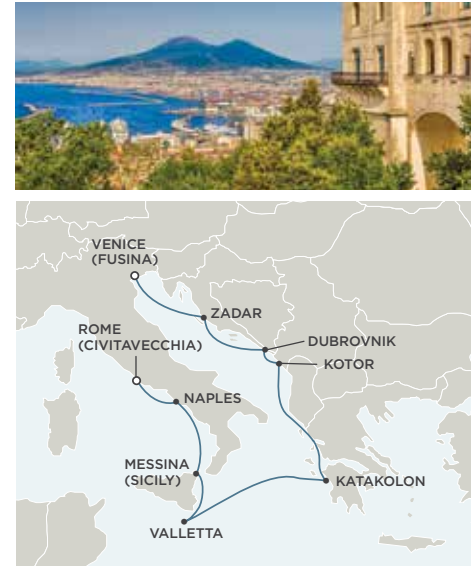 VENICE
(FUSINA)
ZADAR
ROME
(CIVITAVECCHIA)
DUBROVNIK
KOTOR
NAPLES
MESSINA
(SICILY)
KATAKOLON
VALLETTA